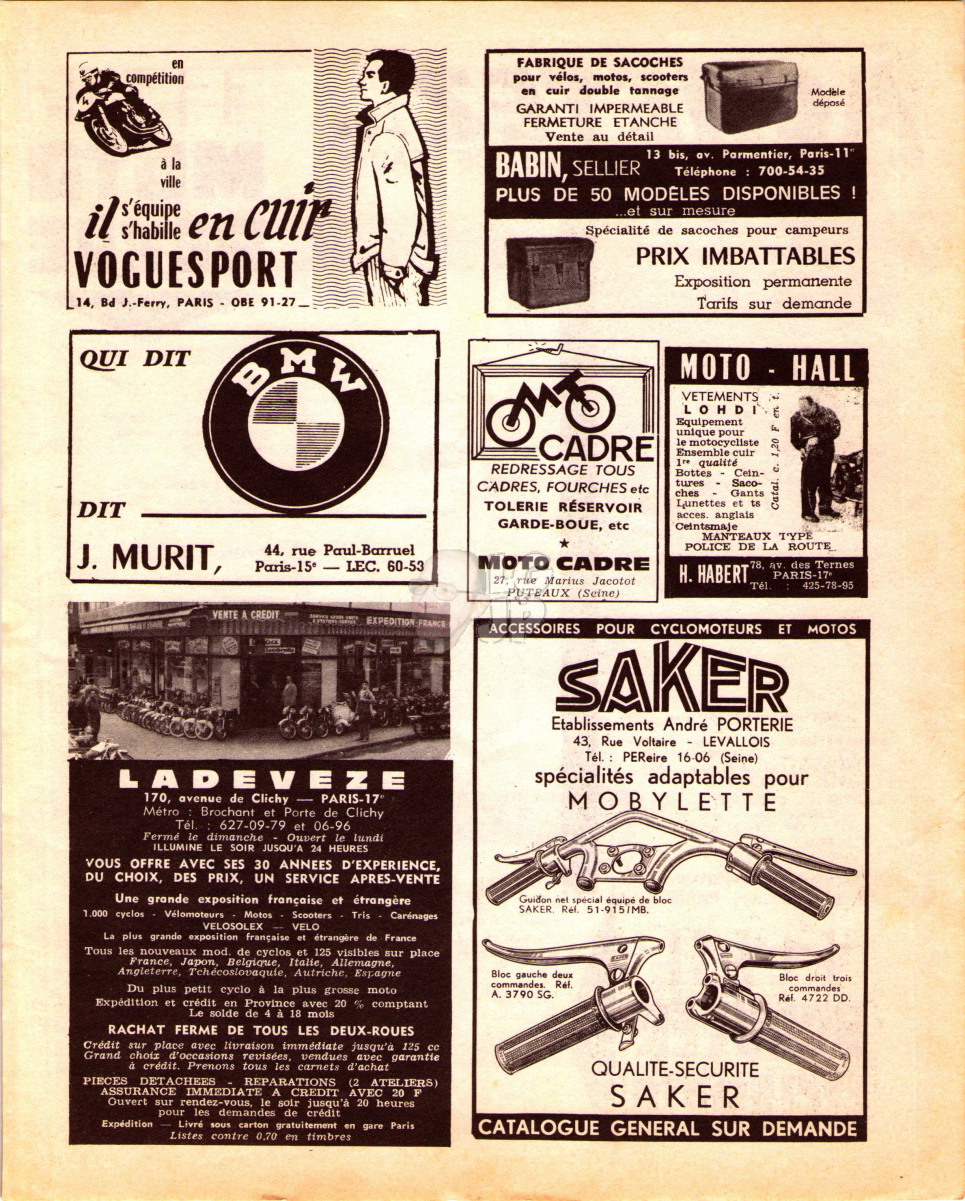 en
compétition
à la
ville
il s'équipe
s'habille en cuir
VOGUESPORT
14, Bd J.-Ferry, PARIS - OBE 91-27
FABRIQUE DE SACOCHES
pour vélos, motos, scooters
en cuir double tannage
GARANTI IMPERMEABLE
FERMETURE ETANCHE
Vente au détail
Modèle
déposé
BABIN, SELLIER
13 bis, av. Parmentier, Paris-11e
Téléphone : 700-54-35
PLUS DE 50 MODÈLES DISPONIBLES !
...et sur mesure
Spécialité de sacoches pour campeurs
PRIX IMBATTABLES
Exposition permanente
Tarifs sur demande
QUI DIT
BMW
DIT
J. MURIT,
44, rue Paul-Barruel
Paris-15e — LEC. 60-53
MOTO
CADRE
REDRESSAGE TOUS
CADRES, FOURCHES etc
TOLERIE RÉSERVOIR
GARDE-BOUE, etc
MOTO CADRE
27, rue Marius Jacotot
PUTEAUX (Seine)
MOTO - HALL
VETEMENTS
LOHDI
Equipement
unique pour
le motocycliste
Ensemble cuir
1re qualité
Bottes - Cein-
tures - Saco-
ches - Gants
Lunettes et ts
acces. anglais
Ceintsmaje
Catal. c. 1,20 F en t.
MANTEAUX TYPE
POLICE DE LA ROUTE
H. HABERT
78, av. des Ternes
PARIS-17e
Tél. : 425-78-95
VENTE A CREDIT
EXPEDITION FRANCE
LADEVEZE
170, avenue de Clichy — PARIS-17e
Métro : Brochant et Porte de Clichy
Tél. : 627-09-79 et 06-96
Fermé le dimanche - Ouvert le lundi
ILLUMINE LE SOIR JUSQU'A 24 HEURES
VOUS OFFRE AVEC SES 30 ANNEES D'EXPERIENCE,
DU CHOIX, DES PRIX, UN SERVICE APRES-VENTE
Une grande exposition française et étrangère
1.000 cyclos - Vélomoteurs - Motos - Scooters - Tris - Carénages
VELOSOLEX — VELO
La plus grande exposition française et étrangère de France
Tous les nouveaux mod. de cyclos et 125 visibles sur place
France, Japon, Belgique, Italie, Allemagne,
Angleterre, Tchécoslovaquie, Autriche, Espagne
Du plus petit cyclo à la plus grosse moto
Expédition et crédit en Province avec 20 % comptant
Le solde de 4 à 18 mois
RACHAT FERME DE TOUS LES DEUX-ROUES
Crédit sur place avec livraison immédiate jusqu'à 125 cc
Grand choix d'occasions revisées, vendues avec garantie
à crédit. Prenons tous les carnets d'achat
PIECES DETACHEES - REPARATIONS (2 ATELIERS)
ASSURANCE IMMEDIATE A CREDIT AVEC 20 F
Ouvert sur rendez-vous, le soir jusqu'à 20 heures
pour les demandes de crédit
Expédition — Livré sous carton gratuitement en gare Paris
Listes contre 0,70 en timbres
ACCESSOIRES POUR CYCLOMOTEURS ET MOTOS
SAKER
Etablissements André PORTERIE
43, Rue Voltaire - LEVALLOIS
Tél. : PEReire 16-06 (Seine)
spécialités adaptables pour
MOBYLETTE
Guidon net spécial équipé de bloc
SAKER. Réf. 51-915/MB.
Bloc gauche deux
commandes. Réf.
A. 3790 SG.
Bloc droit trois
commandes
Réf. 4722 DD.
QUALITE-SECURITE
SAKER
CATALOGUE GENERAL SUR DEMANDE